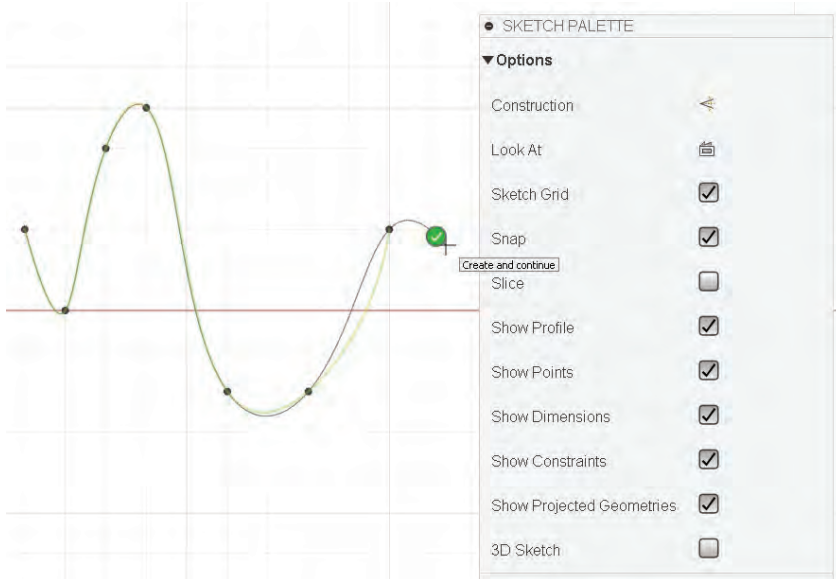 SKETCH PALETTE
Options
Construction
Look At
Sketch Grid
Snap
Create and continue
Slice
Show Profile
Show Points
Show Dimensions
Show Constraints
Show Projected Geometries
3D Sketch